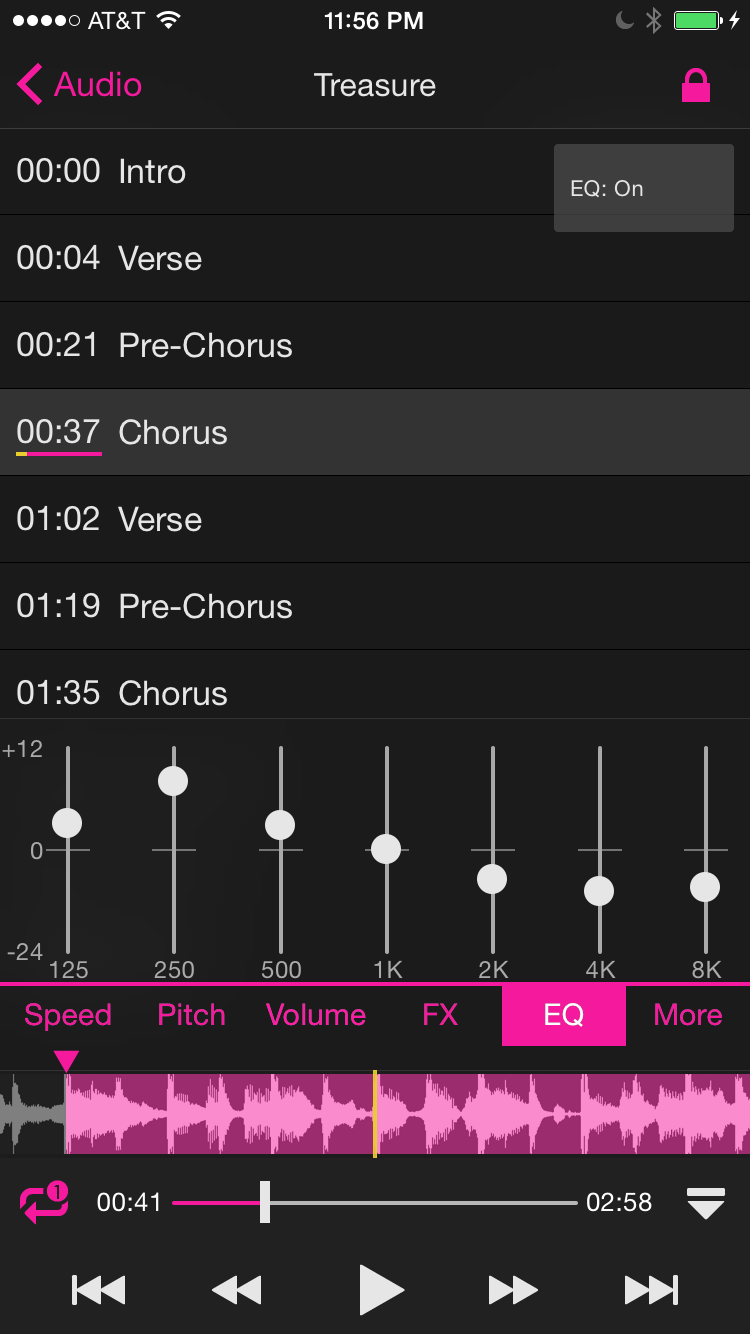 AT&T 11:56 PM
Audio Treasure
00:00 Intro
EQ: On
00:04 Verse
00:21 Pre-Chorus
00:37 Chorus
01:02 Verse
01:19 Pre-Chorus
01:35 Chorus
+12
0
-24
125 250 500 1K 2K 4K 8K
Speed Pitch Volume FX EQ More
1
00:41 02:58